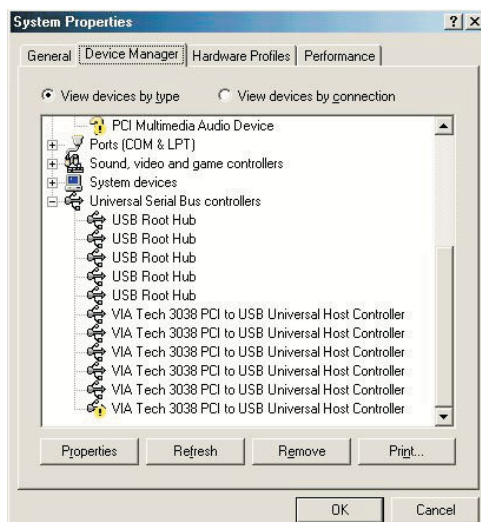 System Properties
General Device Manager Hardware Profiles Performance
View devices by type View devices by connection
PCI Multimedia Audio Device
Ports (COM & LPT)
Sound, video and game controllers
System devices
Universal Serial Bus controllers
USB Root Hub
USB Root Hub
USB Root Hub
USB Root Hub
USB Root Hub
VIA Tech 3038 PCI to USB Universal Host Controller
VIA Tech 3038 PCI to USB Universal Host Controller
VIA Tech 3038 PCI to USB Universal Host Controller
VIA Tech 3038 PCI to USB Universal Host Controller
VIA Tech 3038 PCI to USB Universal Host Controller
VIA Tech 3038 PCI to USB Universal Host Controller
Properties Refresh Remove Print...
OK Cancel